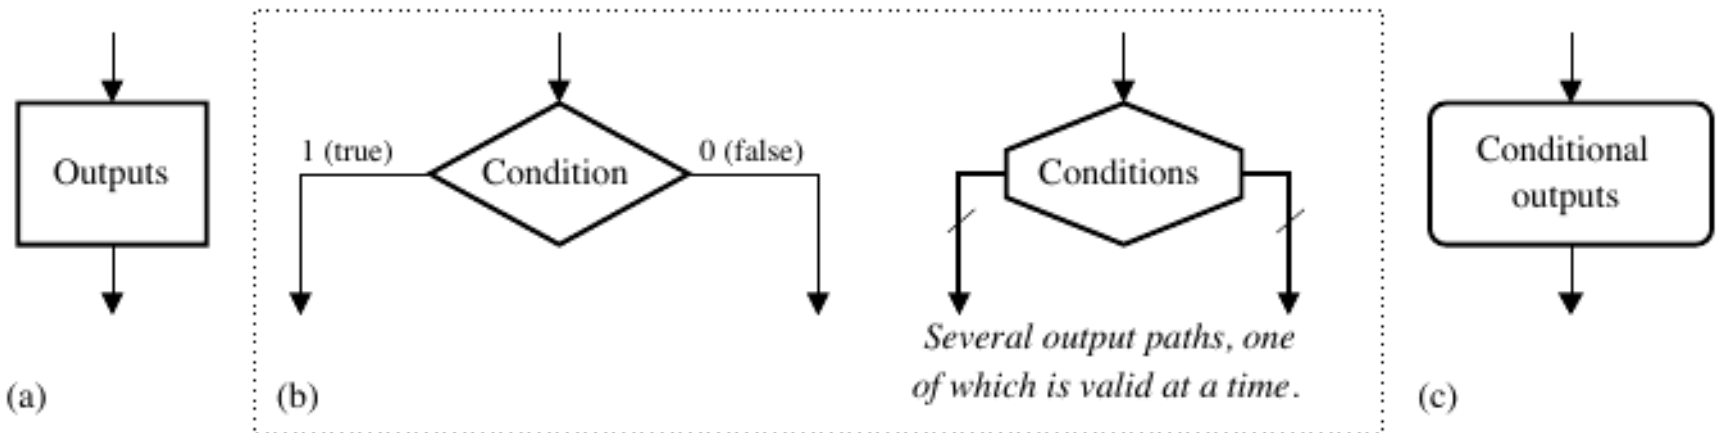 Outputs
1 (true)
Condition
0 (false)
Conditions
Several output paths, one
of which is valid at a time.
Conditional
outputs
(a)
(b)
(c)